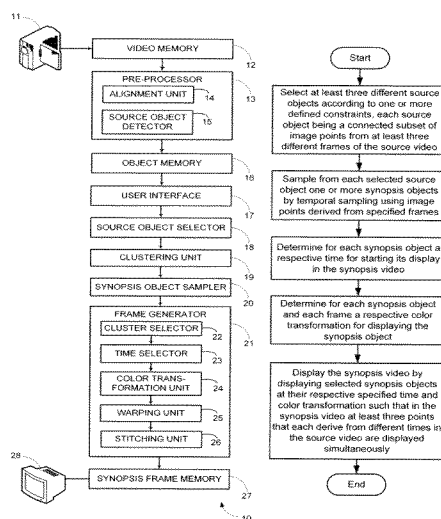 11
VIDEO MEMORY
12
PRE-PROCESSOR
ALIGNMENT UNIT
14
13
SOURCE OBJECT
DETECTOR
15
OBJECT MEMORY
16
USER INTERFACE
17
SOURCE OBJECT SELECTOR
18
CLUSTERING UNIT
19
SYNOPSIS OBJECT SAMPLER
20
FRAME GENERATOR
CLUSTER SELECTOR
22
21
TIME SELECTOR
23
COLOR TRANS-
FORMATION UNIT
24
WARPING UNIT
25
STITCHING UNIT
26
28
SYNOPSIS FRAME MEMORY
27
10
Start
Select at least three different source
objects according to one or more
defined constraints, each source
object being a connected subset of
image points from at least three
different frames of the source video
Sample from each selected source
object one or more synopsis objects
by temporal sampling using image
points derived from specified frames
Determine for each synopsis object a
respective time for starting its display
in the synopsis video
Determine for each synopsis object
and each frame a respective color
transformation for displaying the
synopsis object
Display the synopsis video by
displaying selected synopsis objects
at their respective specified time and
color transformation such that in the
synopsis video at least three points
that each derive from different times in
the source video are displayed
simultaneously
End